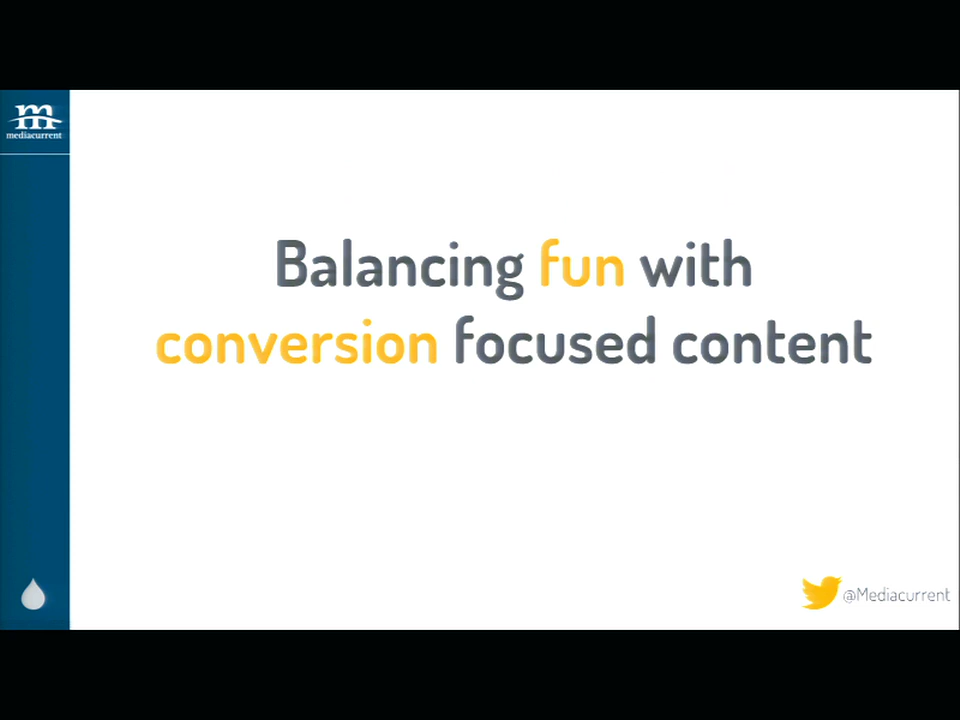 mediacurrent
Balancing fun with
conversion focused content
@Mediacurrent